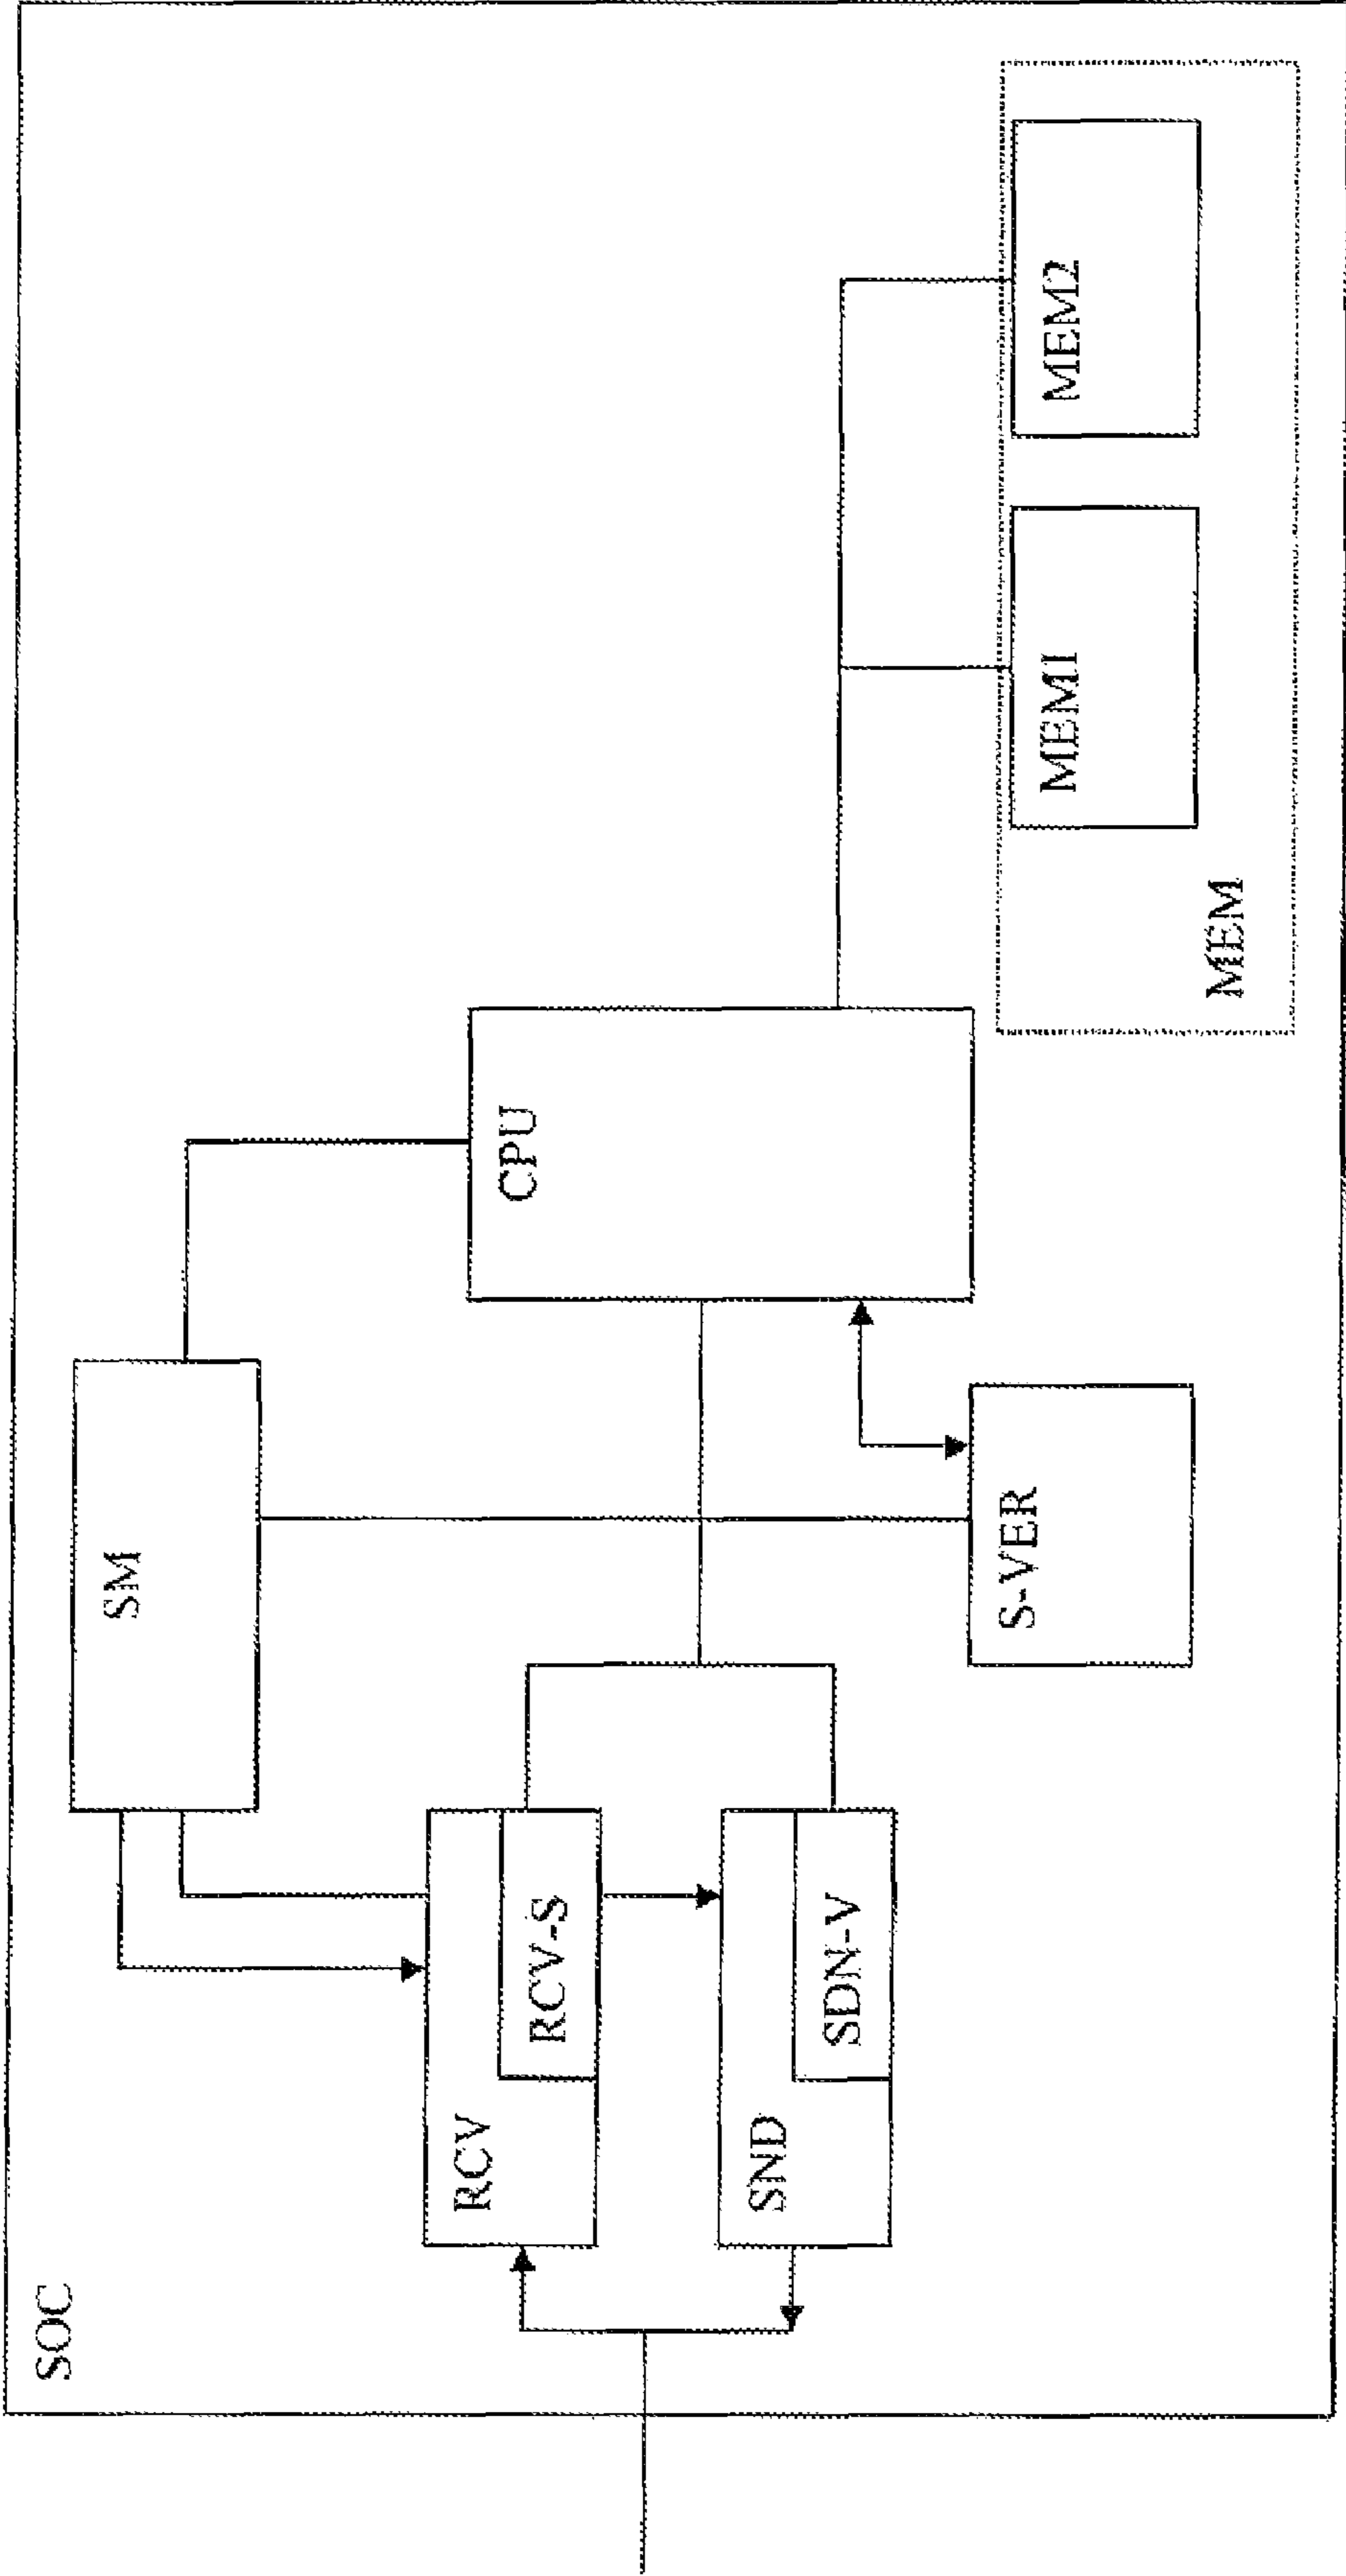 SOC
SM
RCV
RCV-S
CPU
SND
SDN-V
S-VER
MEM1
MEM2
MEM